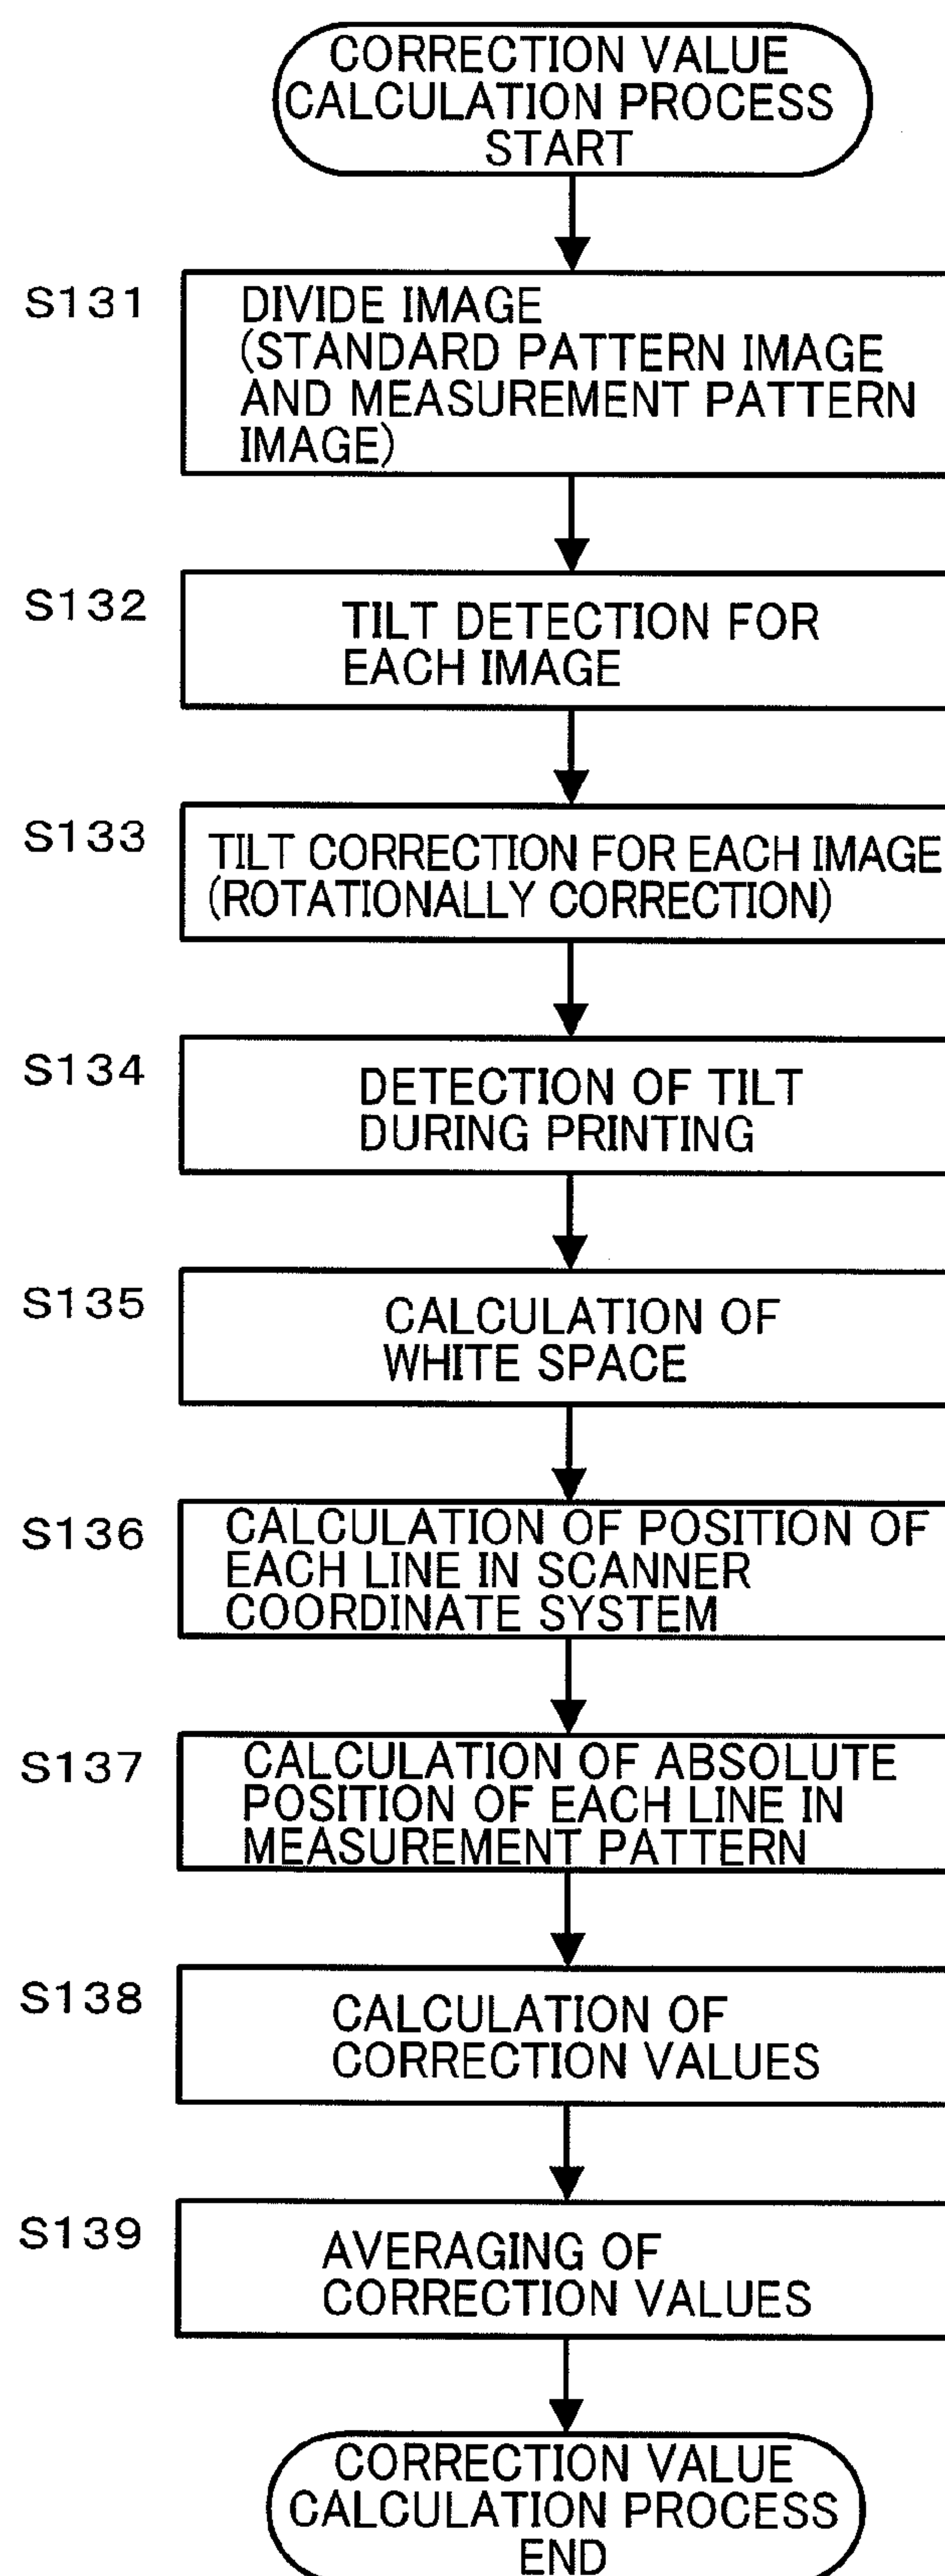 CORRECTION VALUE
CALCULATION PROCESS
START
S131
DIVIDE IMAGE
(STANDARD PATTERN IMAGE
AND MEASUREMENT PATTERN
IMAGE)
S132
TILT DETECTION FOR
EACH IMAGE
S133
TILT CORRECTION FOR EACH IMAGE
(ROTATIONALLY CORRECTION)
S134
DETECTION OF TILT
DURING PRINTING
S135
CALCULATION OF
WHITE SPACE
S136
CALCULATION OF POSITION OF
EACH LINE IN SCANNER
COORDINATE SYSTEM
S137
CALCULATION OF ABSOLUTE
POSITION OF EACH LINE IN
MEASUREMENT PATTERN
S138
CALCULATION OF
CORRECTION VALUES
S139
AVERAGING OF
CORRECTION VALUES
CORRECTION VALUE
CALCULATION PROCESS
END